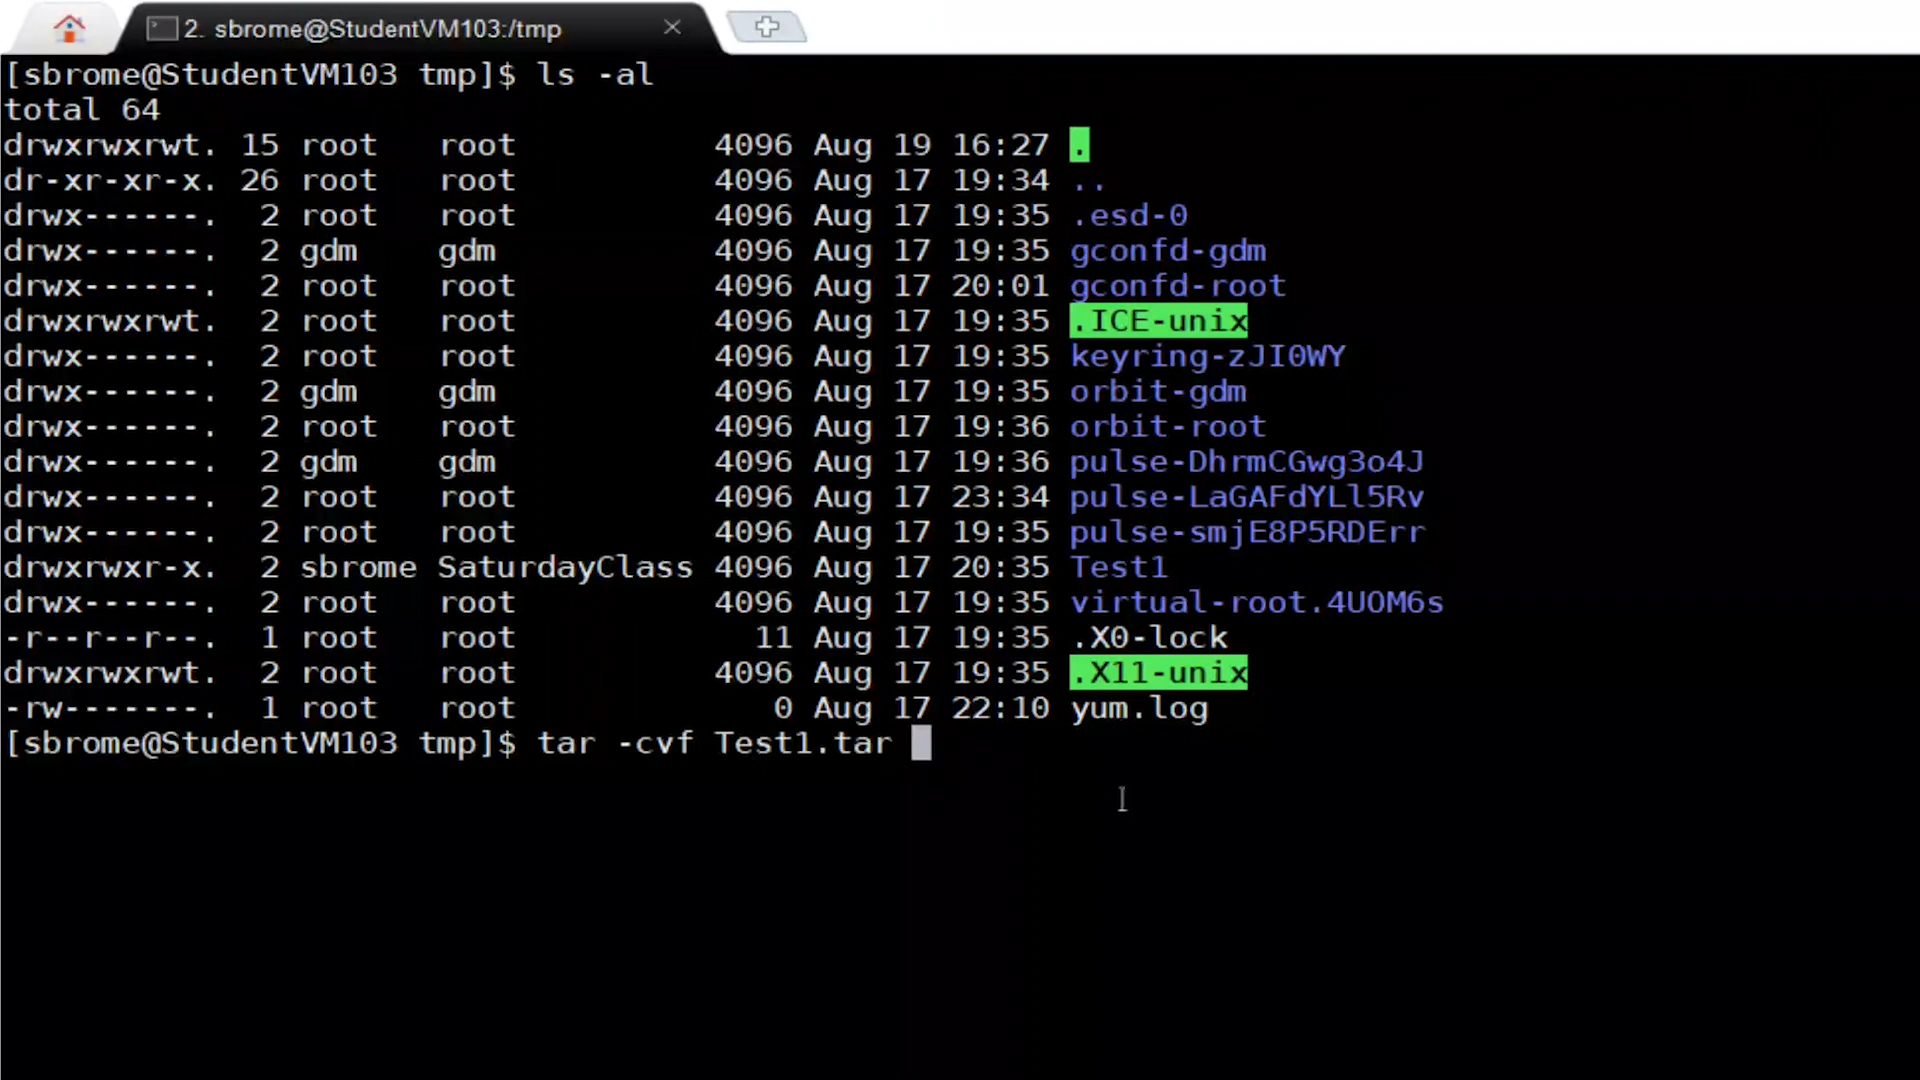 2. sbrome@StudentVM103:/tmp
[sbrome@StudentVM103 tmp]$ ls -al
total 64
drwxrwxrwt. 15 root   root          4096 Aug 19 16:27 .
dr-xr-xr-x. 26 root   root          4096 Aug 17 19:34 ..
drwx------.  2 root   root          4096 Aug 17 19:35 .esd-0
drwx------.  2 gdm    gdm           4096 Aug 17 19:35 gconfd-gdm
drwx------.  2 root   root          4096 Aug 17 20:01 gconfd-root
drwxrwxrwt.  2 root   root          4096 Aug 17 19:35 .ICE-unix
drwx------.  2 root   root          4096 Aug 17 19:35 keyring-zJI0WY
drwx------.  2 gdm    gdm           4096 Aug 17 19:35 orbit-gdm
drwx------.  2 root   root          4096 Aug 17 19:36 orbit-root
drwx------.  2 gdm    gdm           4096 Aug 17 19:36 pulse-DhrmCGwg3o4J
drwx------.  2 root   root          4096 Aug 17 23:34 pulse-LaGAFdYLl5Rv
drwx------.  2 root   root          4096 Aug 17 19:35 pulse-smjE8P5RDErr
drwxrwxr-x.  2 sbrome SaturdayClass 4096 Aug 17 20:35 Test1
drwx------.  2 root   root          4096 Aug 17 19:35 virtual-root.4UOM6s
-r--r--r--.  1 root   root            11 Aug 17 19:35 .X0-lock
drwxrwxrwt.  2 root   root          4096 Aug 17 19:35 .X11-unix
-rw-------.  1 root   root             0 Aug 17 22:10 yum.log
[sbrome@StudentVM103 tmp]$ tar -cvf Test1.tar